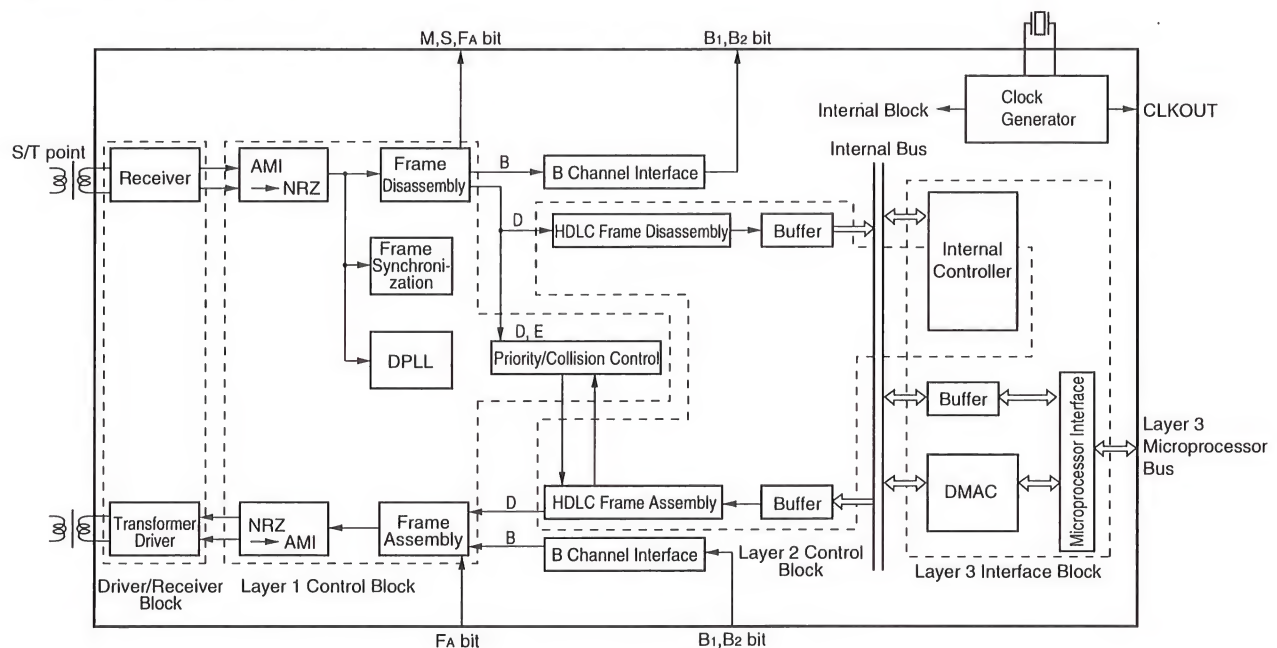 M,S,FA bit
B1,B2 bit
Clock
Generator
Internal Block
CLKOUT
S/T point
Internal Bus
Receiver
AMI
→ NRZ
Frame
Disassembly
B
B Channel Interface
D
HDLC Frame Disassembly
Buffer
Internal
Controller
Frame
Synchroni-
zation
D, E
Priority/Collision Control
DPLL
Buffer
Microprocessor Interface
Layer 3
Microprocessor
Bus
DMAC
Transformer
Driver
NRZ
→ AMI
Frame
Assembly
D
HDLC Frame Assembly
Buffer
B
B Channel Interface
Layer 2 Control
Block
Layer 3 Interface Block
Driver/Receiver
Block
Layer 1 Control Block
FA bit
B1,B2 bit